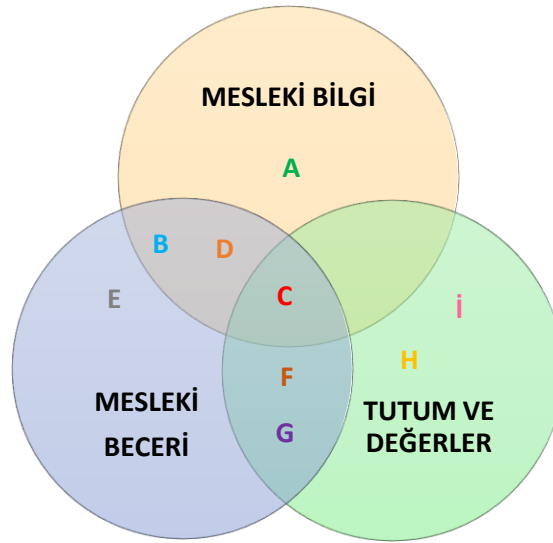 MESLEKİ BİLGİ
A
B
D
E
C
İ
H
F
MESLEKİ
BECERİ
G
TUTUM VE
DEĞERLER